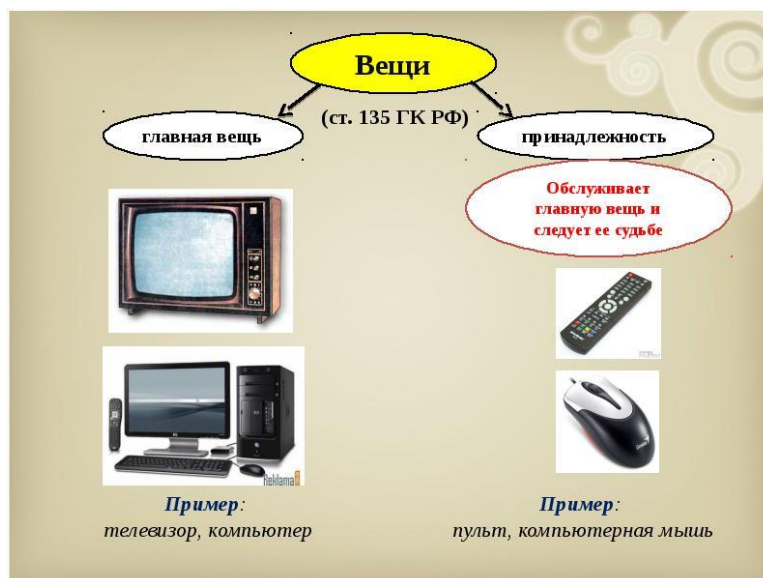 Вещи
(ст. 135 ГК РФ)
главная вещь
принадлежность
Обслуживает
главную вещь и
следует ее судьбе
Reklama
Пример:
телевизор, компьютер
Пример:
пульт, компьютерная мышь